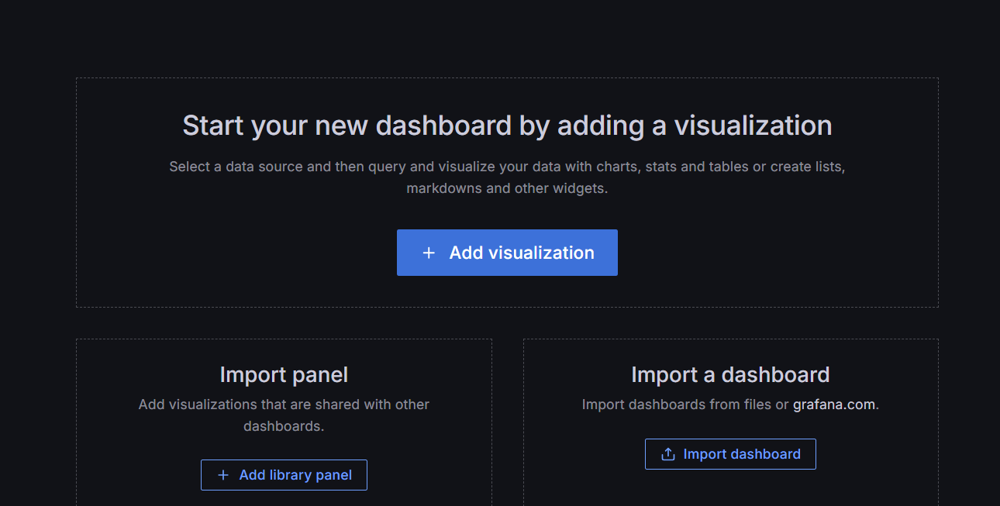 Start your new dashboard by adding a visualization
Select a data source and then query and visualize your data with charts, stats and tables or create lists,
markdowns and other widgets.
Add visualization
Import panel
Add visualizations that are shared with other
dashboards.
Add library panel
Import a dashboard
Import dashboards from files or grafana.com.
Import dashboard